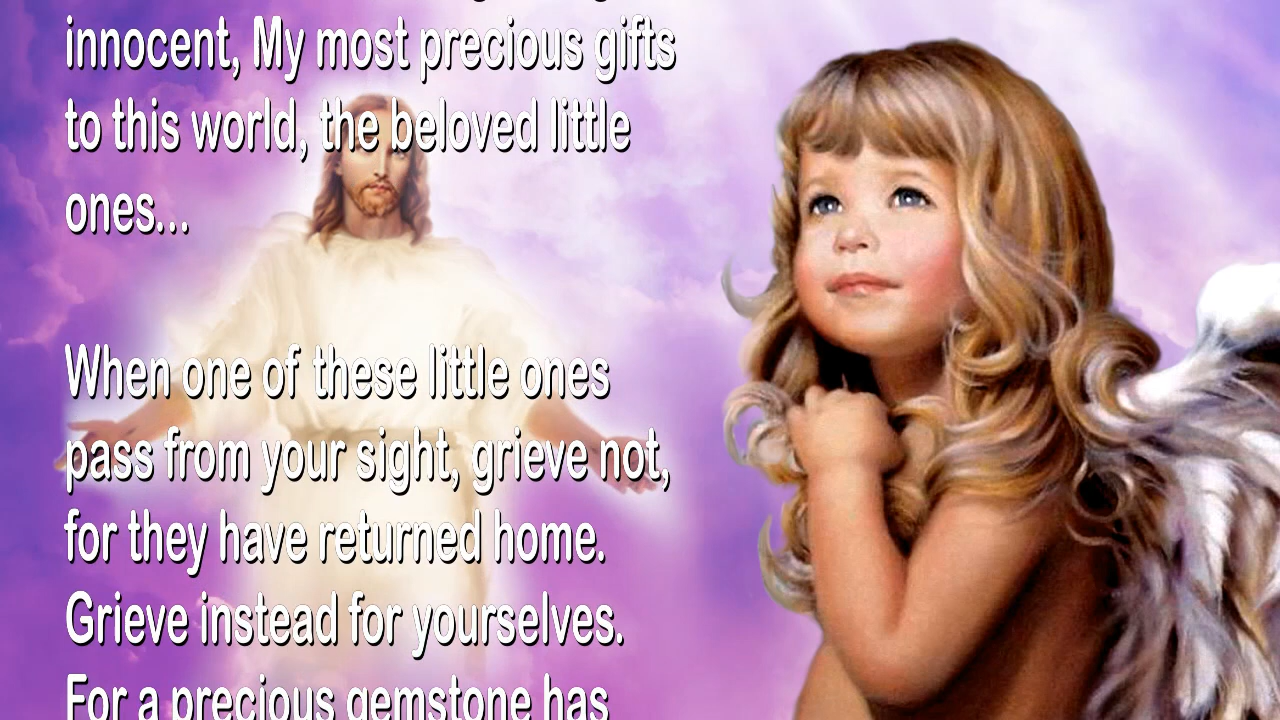 innocent, My most precious gifts
to this world, the beloved little
ones...
When one of these little ones
pass from your sight, grieve not,
for they have returned home.
Grieve instead for yourselves.
For a precious gemstone has